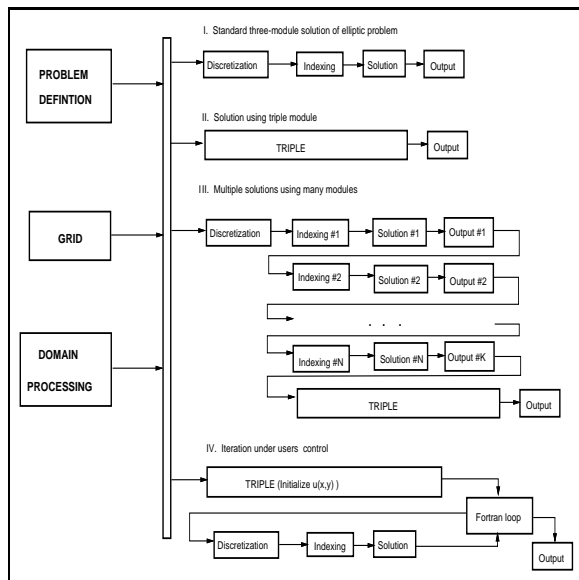 I. Standard three-module solution of elliptic problem
PROBLEM
DEFINTION
Discretization
Indexing
Solution
Output
II. Solution using triple module
TRIPLE
Output
III. Multiple solutions using many modules
GRID
Discretization
Indexing #1
Solution #1
Output #1
Indexing #2
Solution #2
Output #2
. . .
DOMAIN
PROCESSING
Indexing #N
Solution #N
Output #K
TRIPLE
Output
IV. Iteration under users control
TRIPLE (Initialize u(x,y) )
Fortran loop
Discretization
Indexing
Solution
Output